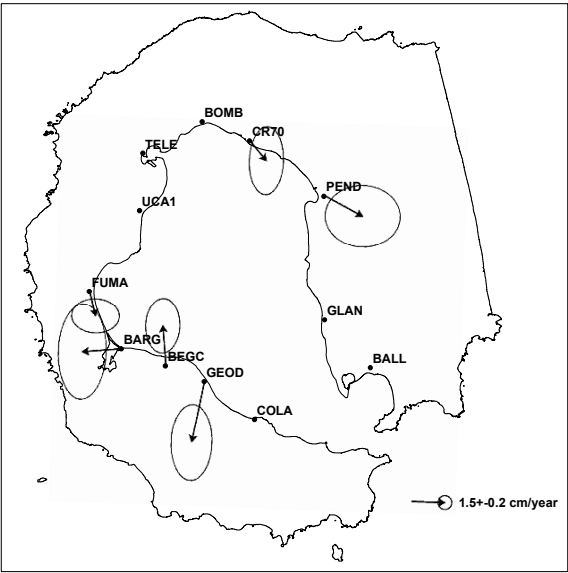 BOMB
CR70
TELE
PEND
UCA1
FUMA
GLAN
BARG
BALL
BEGC
GEOD
COLA
1.5+-0.2 cm/year